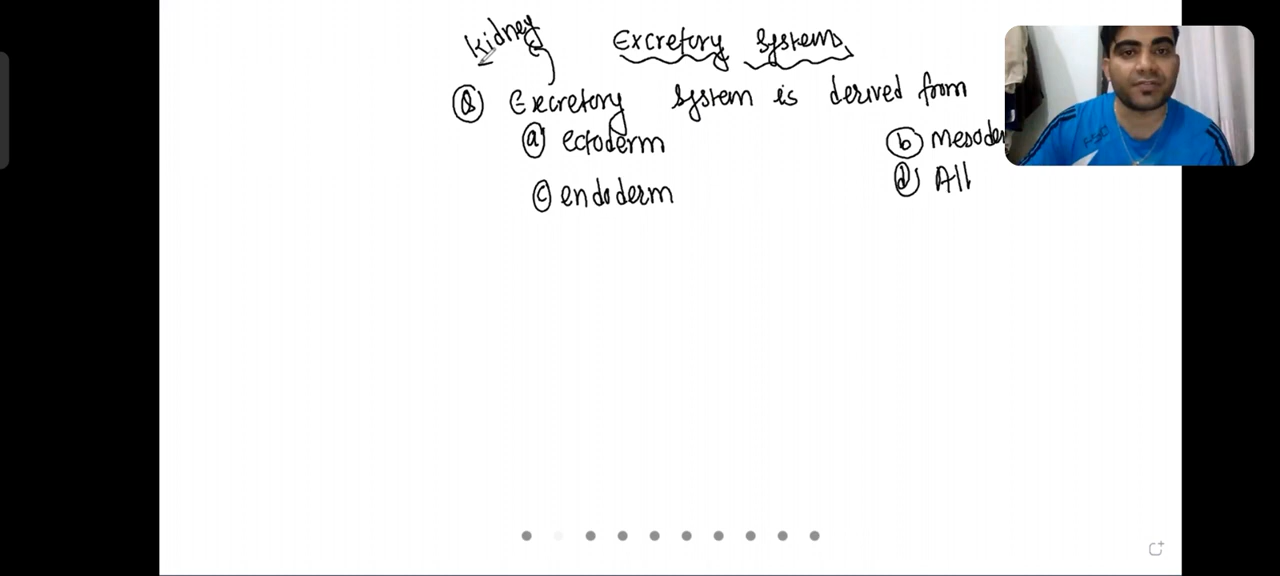 kidney
Excretory System
Q Excretory System is derived from
a ectoderm
b Mesoder
c endoderm
d All